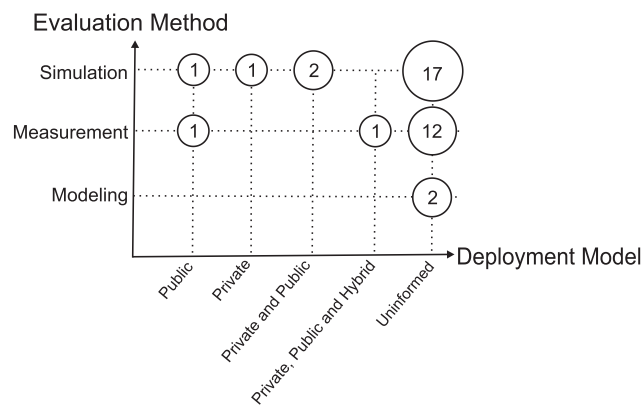 Evaluation Method
Simulation 1 1 2 17
Measurement 1 1 12
Modeling 2
Deployment Model
Public
Private
Private and Public
Private, Public and Hybrid
Uninformed